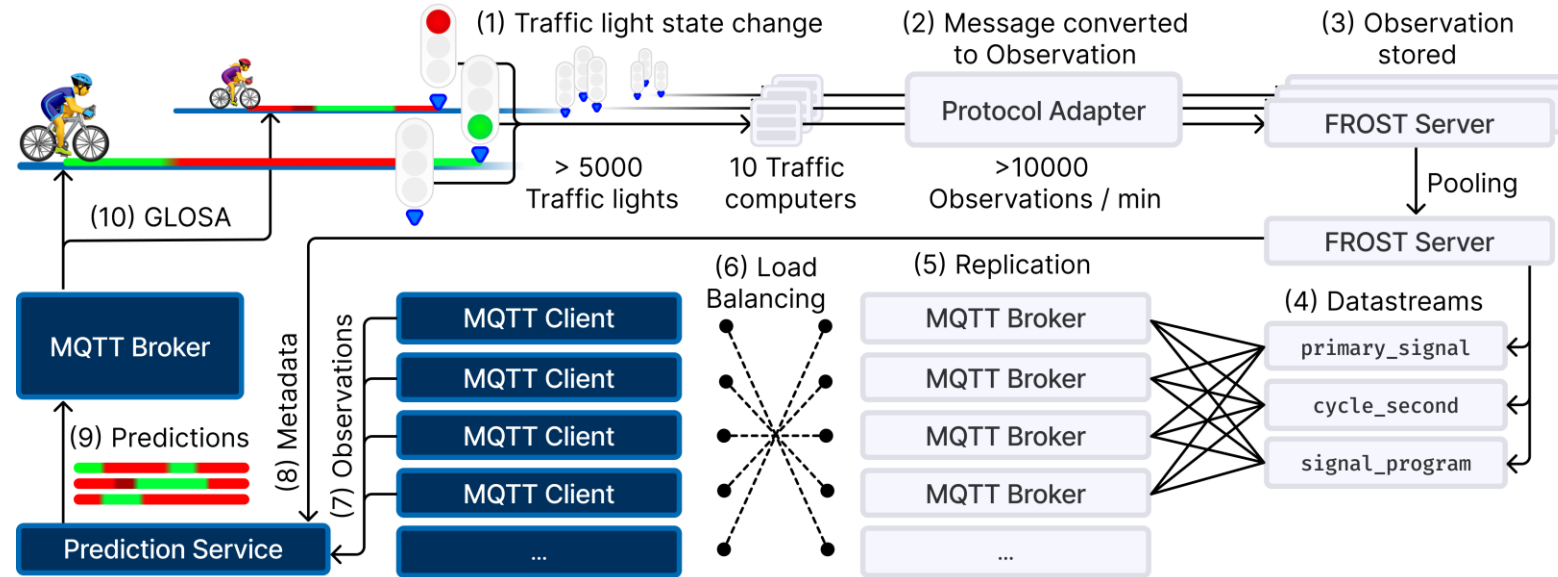 (1) Traffic light state change
(2) Message converted
to Observation
(3) Observation
stored
Protocol Adapter
FROST Server
> 5000
Traffic lights
10 Traffic
computers
>10000
Observations / min
Pooling
(10) GLOSA
FROST Server
(6) Load
Balancing
(5) Replication
(4) Datastreams
MQTT Broker
(9) Predictions
Prediction Service
(8) Metadata
(7) Observations
MQTT Client
MQTT Client
MQTT Client
MQTT Client
...
MQTT Broker
MQTT Broker
MQTT Broker
MQTT Broker
...
primary_signal
cycle_second
signal_program